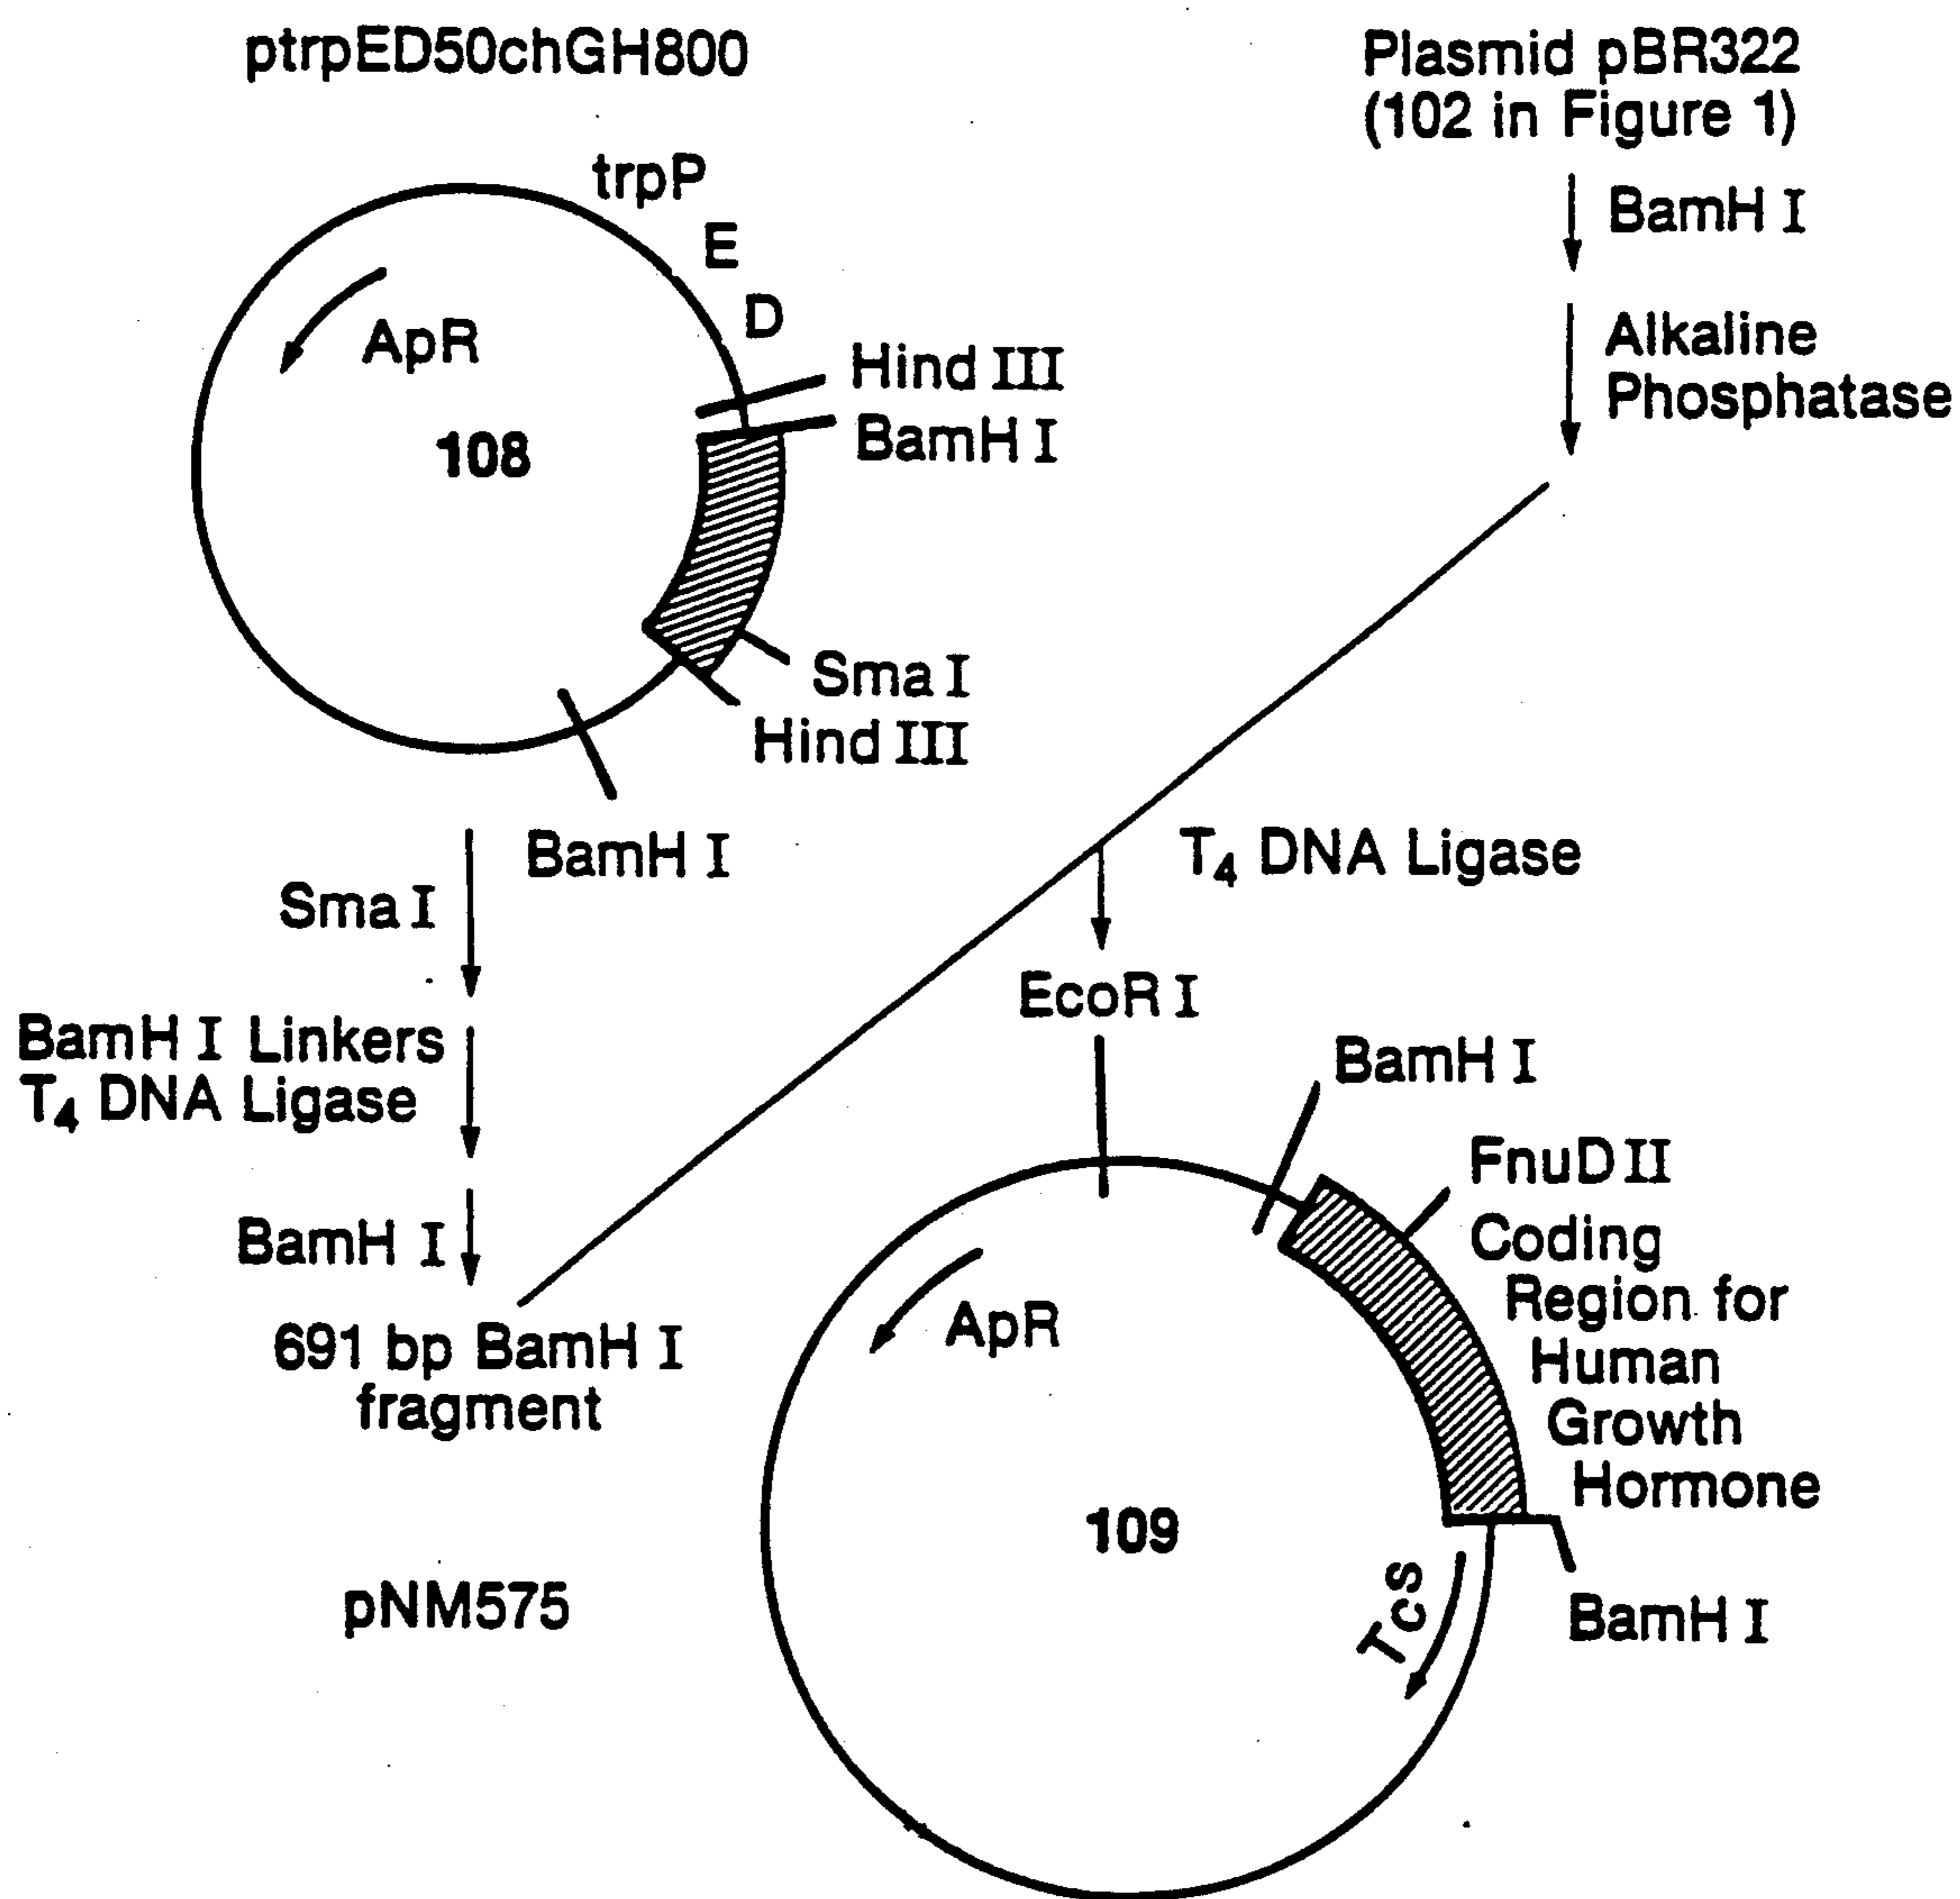 ptrpED50chGH800
Plasmid pBR322
(102 in Figure 1)
BamH I
Alkaline
Phosphatase
trpP
E
D
Hind III
BamH I
ApR
108
Sma I
Hind III
BamH I
Sma I
BamH I Linkers
T4 DNA Ligase
BamH I
691 bp BamH I
fragment
T4 DNA Ligase
EcoR I
BamH I
FnuD II
Coding
Region for
Human
Growth
Hormone
ApR
109
TcS
BamH I
pNM575